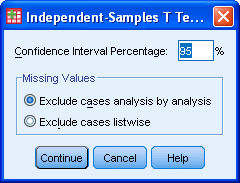 Independent-Samples T Te...
Confidence Interval Percentage: 95 %
Missing Values
Exclude cases analysis by analysis
Exclude cases listwise
Continue Cancel Help